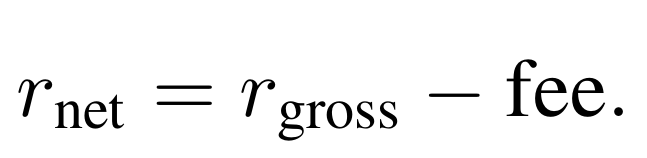 r_net = r_gross − fee.